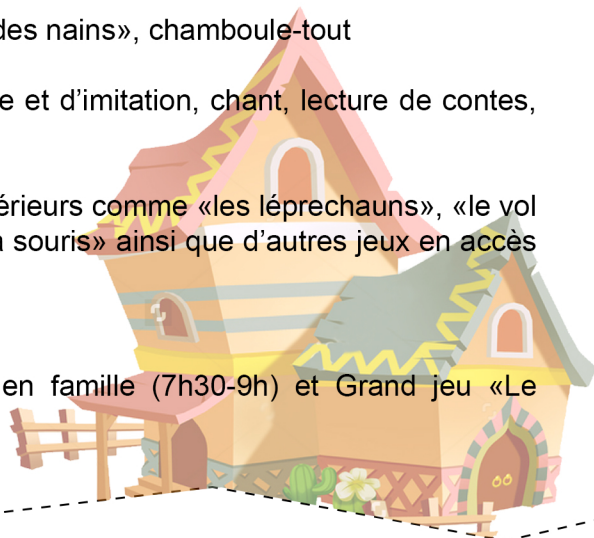 des nains», chamboule-tout
e et d’imitation, chant, lecture de contes,
érieurs comme «les léprechauns», «le vol
souris» ainsi que d’autres jeux en accès
en famille (7h30-9h) et Grand jeu «Le